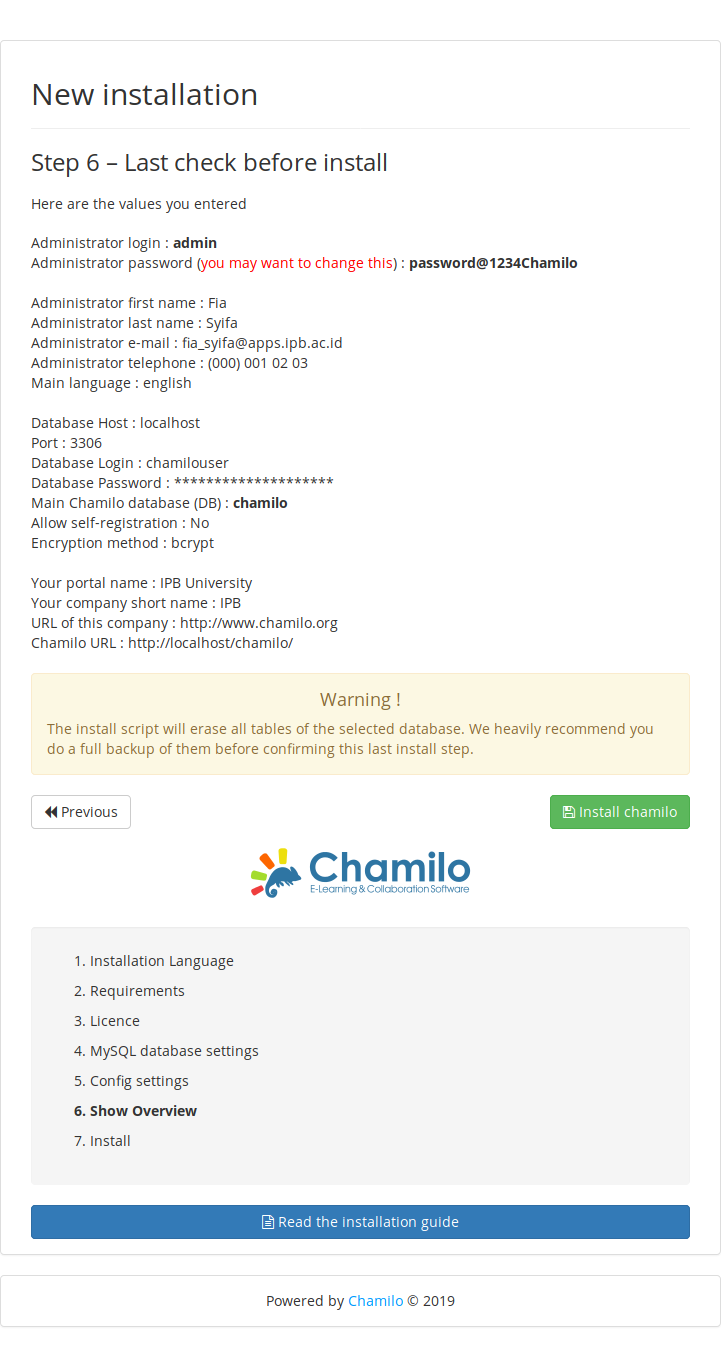 New installation
Step 6 – Last check before install
Here are the values you entered
Administrator login : admin
Administrator password (you may want to change this) : password@1234Chamilo
Administrator first name : Fia
Administrator last name : Syifa
Administrator e-mail : fia_syifa@apps.ipb.ac.id
Administrator telephone : (000) 001 02 03
Main language : english
Database Host : localhost
Port : 3306
Database Login : chamilouser
Database Password : ********************
Main Chamilo database (DB) : chamilo
Allow self-registration : No
Encryption method : bcrypt
Your portal name : IPB University
Your company short name : IPB
URL of this company : http://www.chamilo.org
Chamilo URL : http://localhost/chamilo/
Warning !
The install script will erase all tables of the selected database. We heavily recommend you
do a full backup of them before confirming this last install step.
Previous
Install chamilo
Chamilo
E-Learning & Collaboration Software
1. Installation Language
2. Requirements
3. Licence
4. MySQL database settings
5. Config settings
6. Show Overview
7. Install
Read the installation guide
Powered by Chamilo © 2019